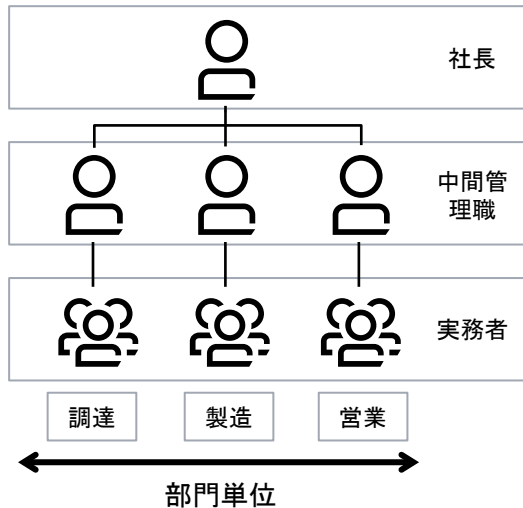 社長
中間管
理職
実務者
調達
製造
営業
部門単位